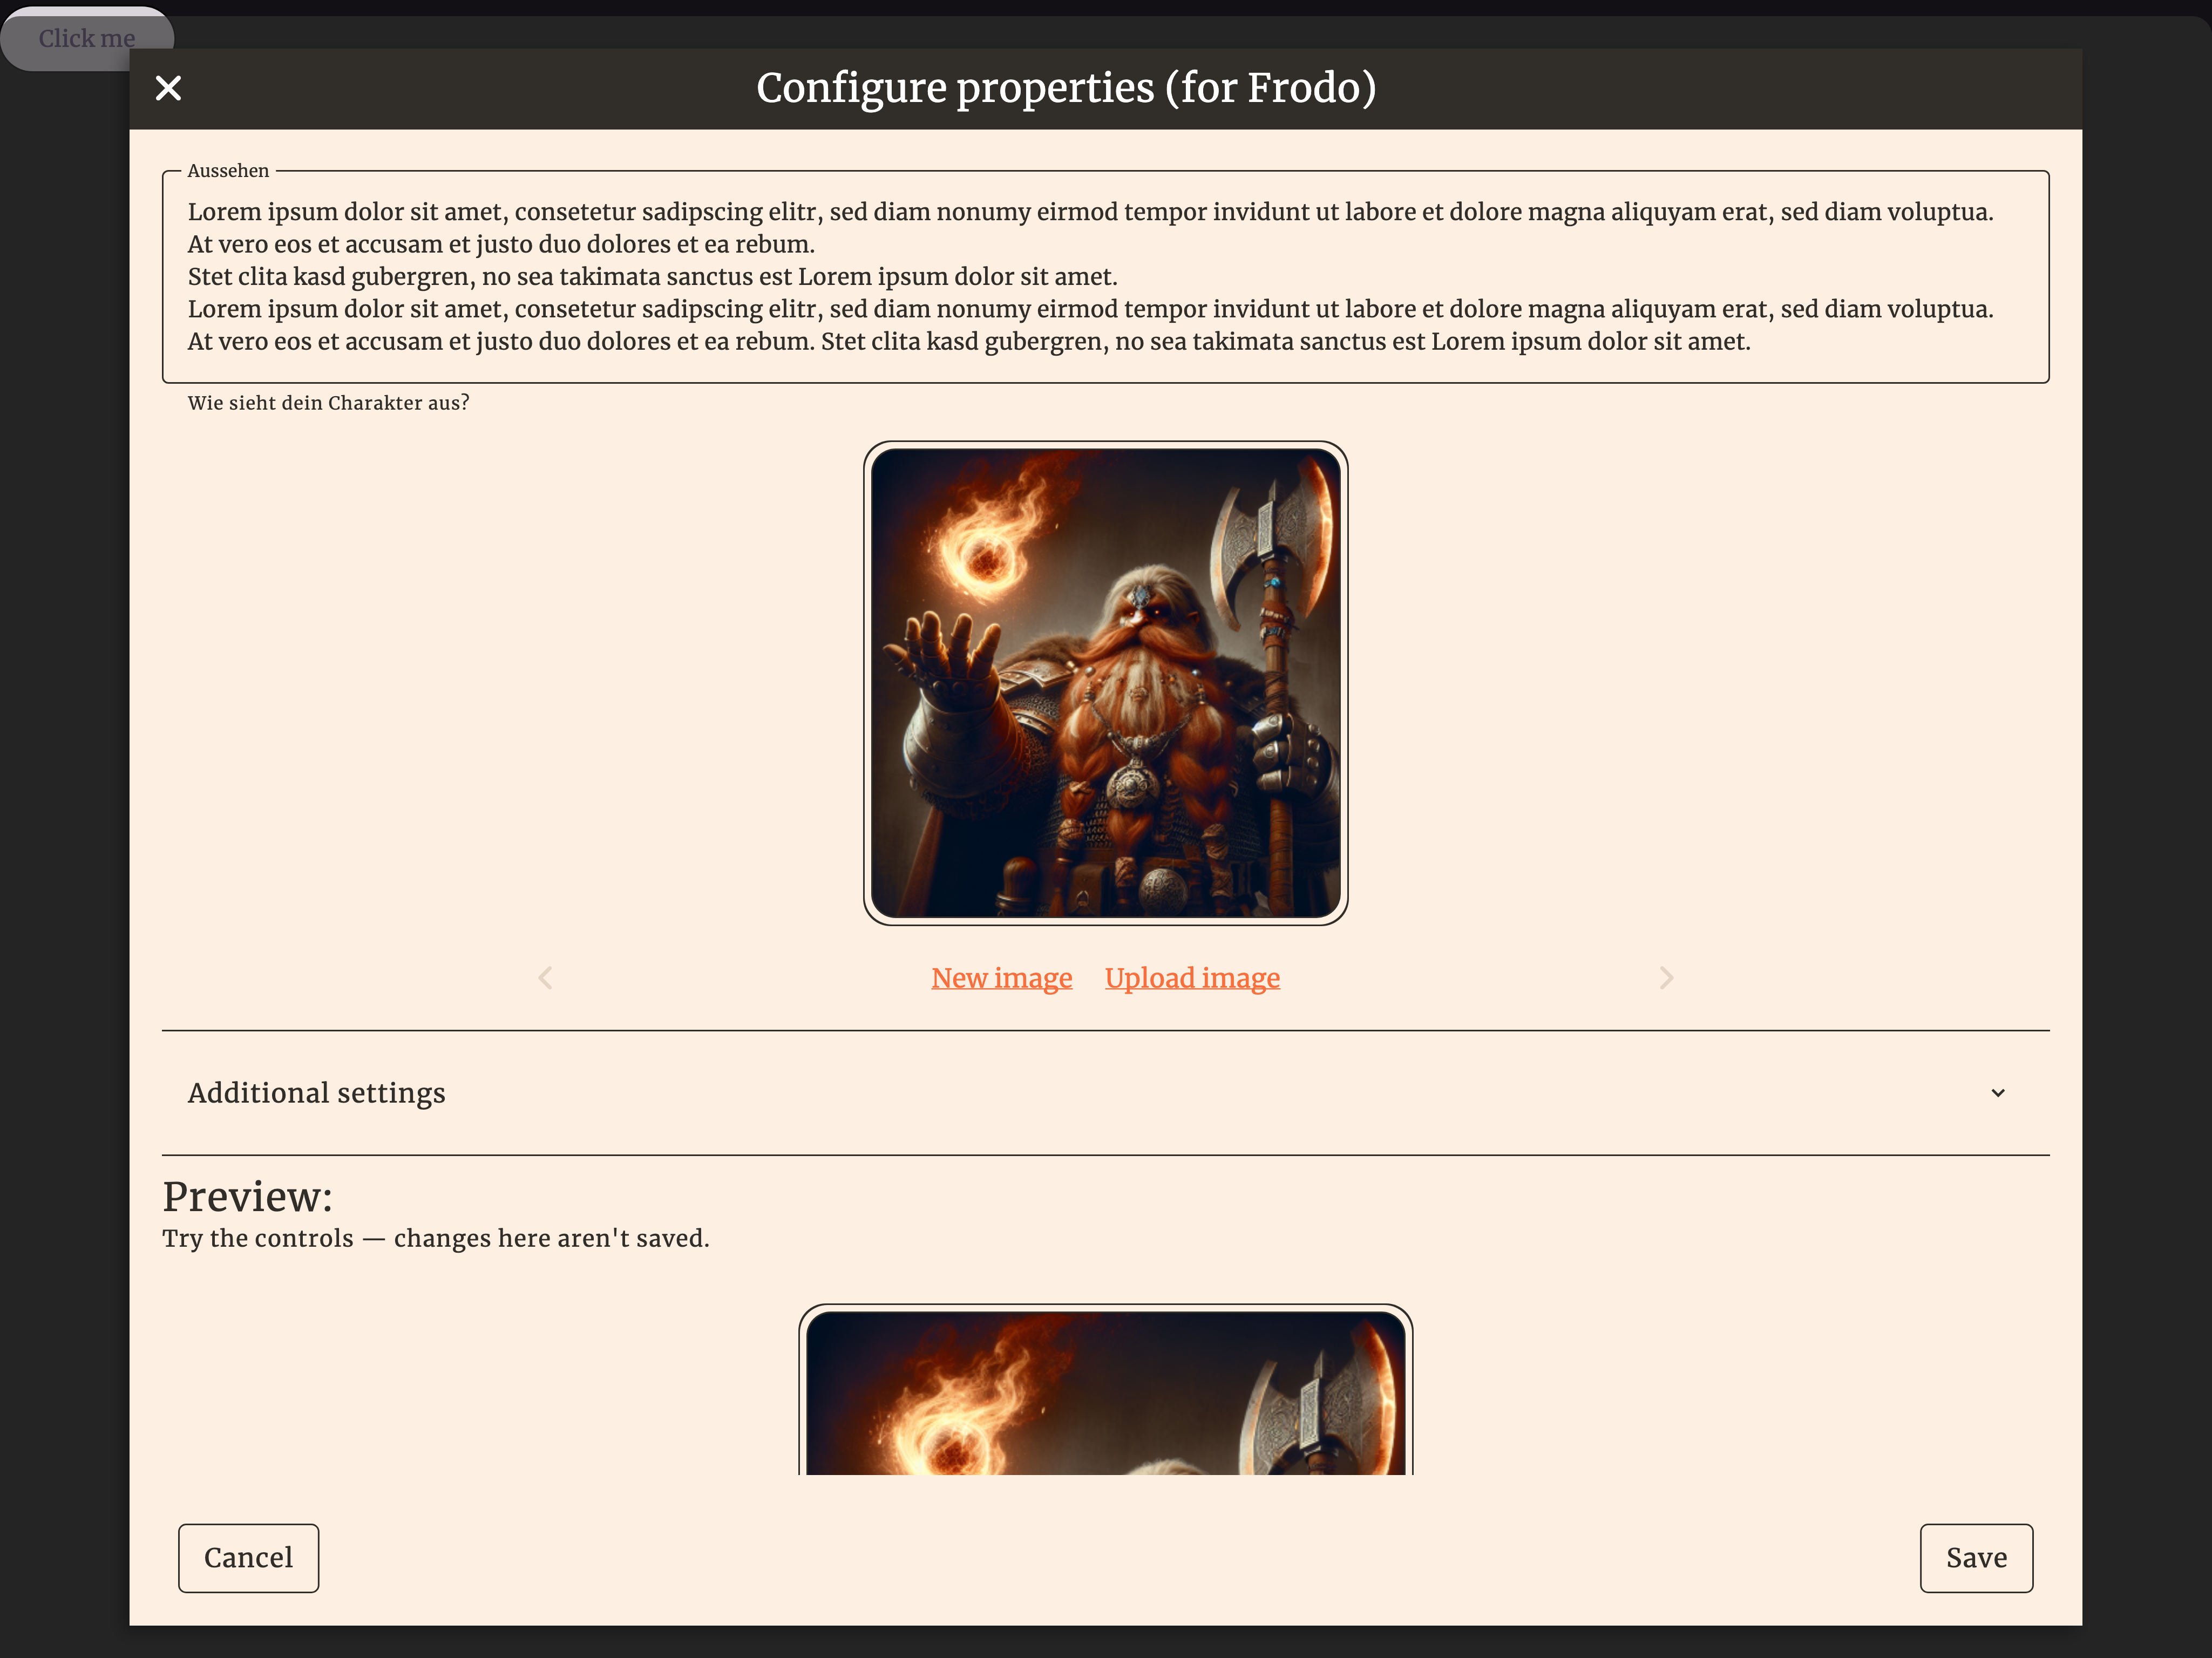 Click me
Configure properties (for Frodo)
Aussehen
Lorem ipsum dolor sit amet, consetetur sadipscing elitr, sed diam nonumy eirmod tempor invidunt ut labore et dolore magna aliquyam erat, sed diam voluptua.
At vero eos et accusam et justo duo dolores et ea rebum.
Stet clita kasd gubergren, no sea takimata sanctus est Lorem ipsum dolor sit amet.
Lorem ipsum dolor sit amet, consetetur sadipscing elitr, sed diam nonumy eirmod tempor invidunt ut labore et dolore magna aliquyam erat, sed diam voluptua.
At vero eos et accusam et justo duo dolores et ea rebum. Stet clita kasd gubergren, no sea takimata sanctus est Lorem ipsum dolor sit amet.
Wie sieht dein Charakter aus?
New image Upload image
Additional settings
Preview:
Try the controls — changes here aren't saved.
Cancel Save